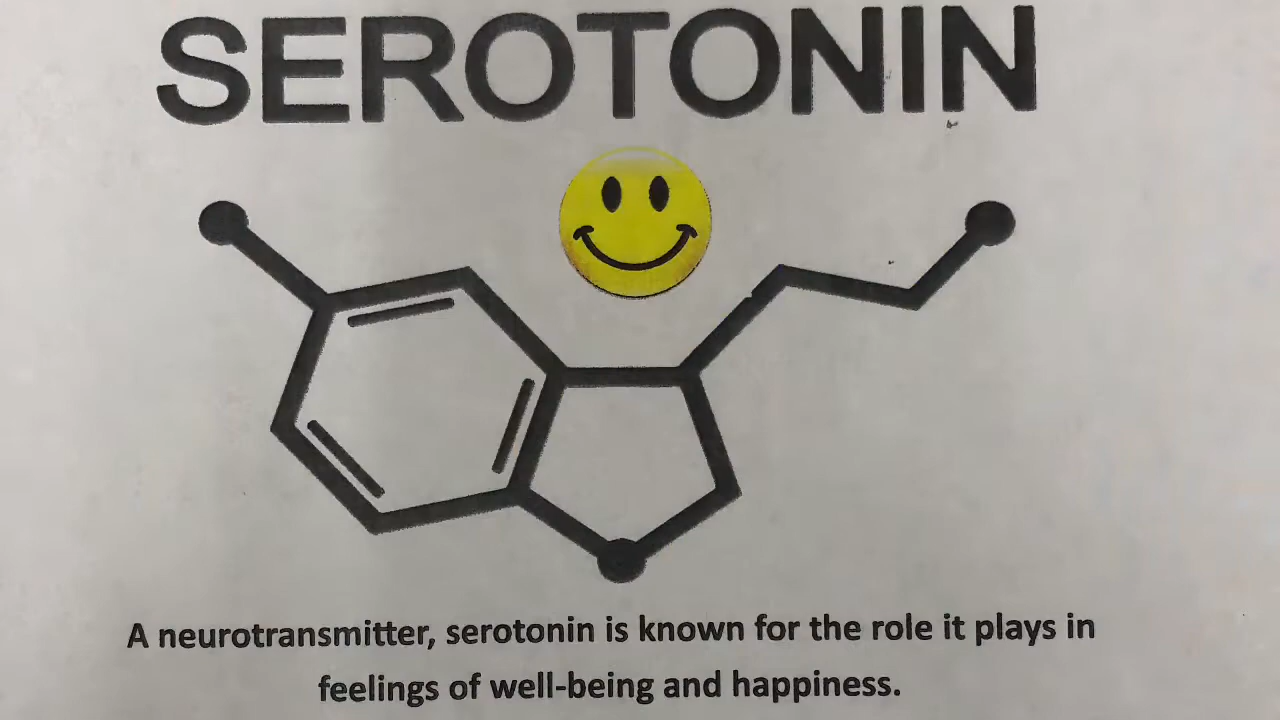 SEROTONIN
A neurotransmitter, serotonin is known for the role it plays in
feelings of well-being and happiness.